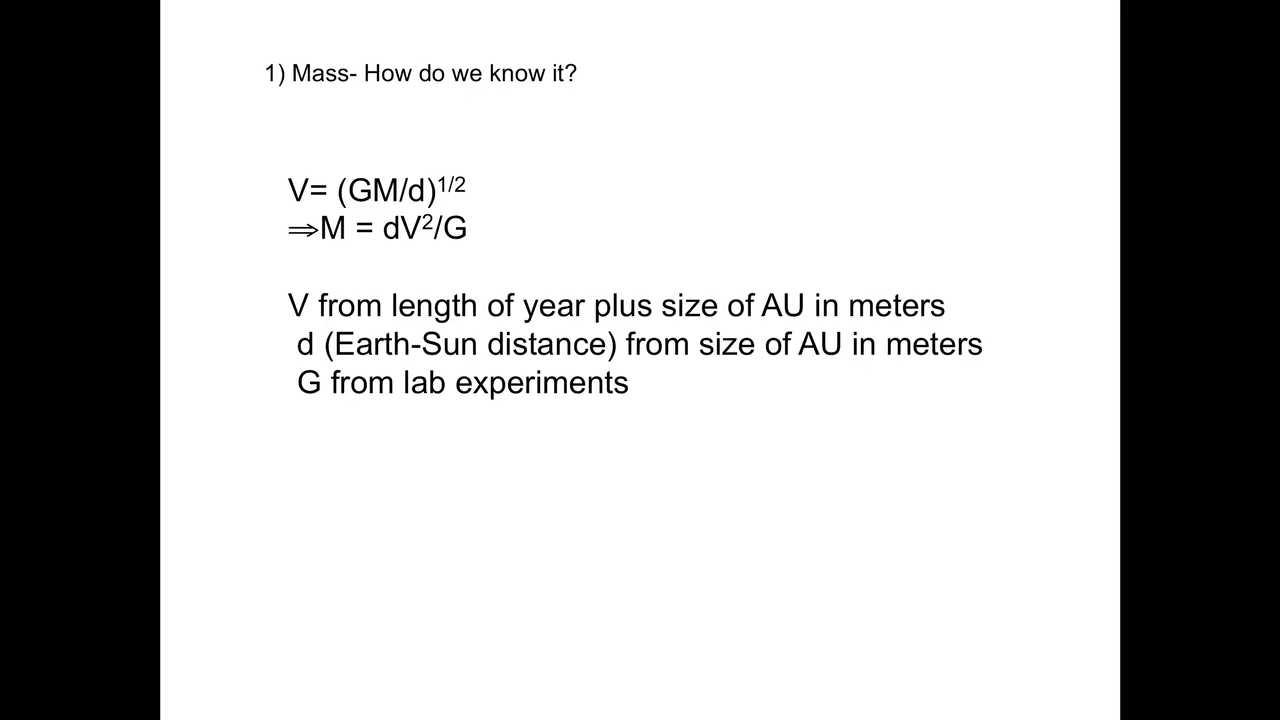 1) Mass- How do we know it?
V= (GM/d)^1/2
⇒M = dV²/G
V from length of year plus size of AU in meters
d (Earth-Sun distance) from size of AU in meters
G from lab experiments